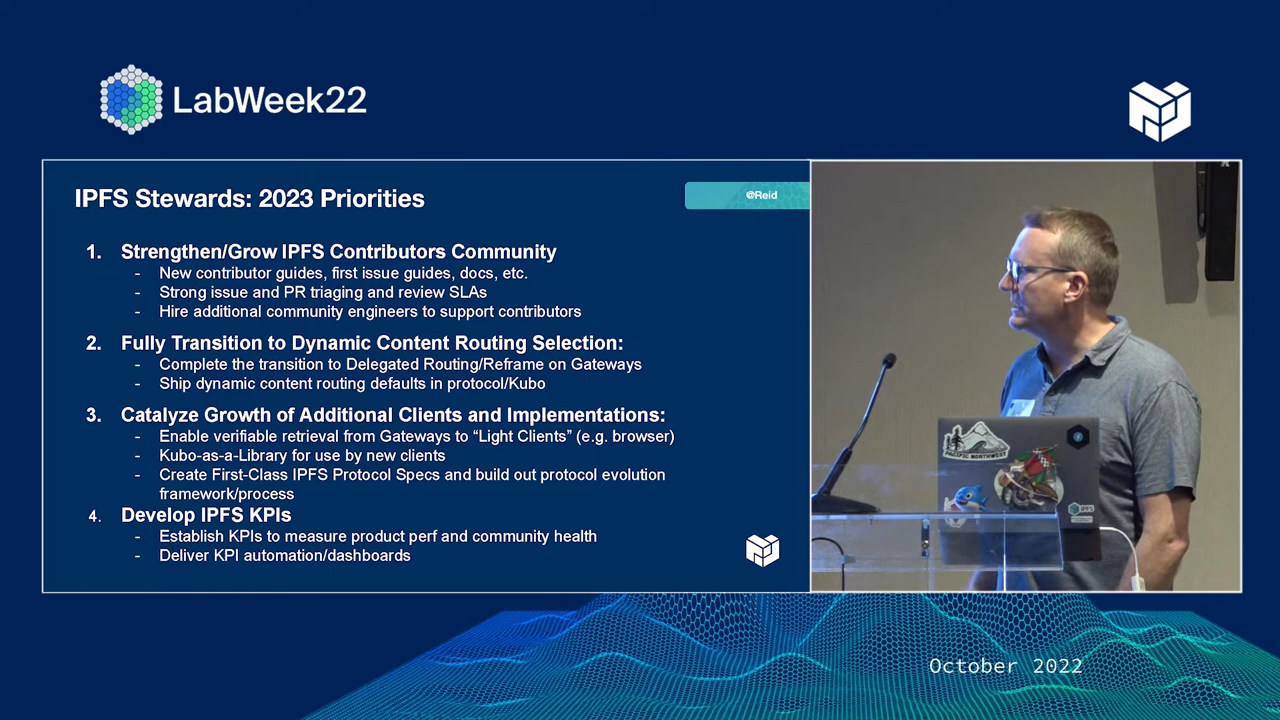 LabWeek22
IPFS Stewards: 2023 Priorities
@Reid
1. Strengthen/Grow IPFS Contributors Community
- New contributor guides, first issue guides, docs, etc.
- Strong issue and PR triaging and review SLAs
- Hire additional community engineers to support contributors
2. Fully Transition to Dynamic Content Routing Selection:
- Complete the transition to Delegated Routing/Reframe on Gateways
- Ship dynamic content routing defaults in protocol/Kubo
3. Catalyze Growth of Additional Clients and Implementations:
- Enable verifiable retrieval from Gateways to “Light Clients” (e.g. browser)
- Kubo-as-a-Library for use by new clients
- Create First-Class IPFS Protocol Specs and build out protocol evolution
framework/process
4. Develop IPFS KPIs
- Establish KPIs to measure product perf and community health
- Deliver KPI automation/dashboards
PACIFIC NORTHWEST
IPFS
October 2022